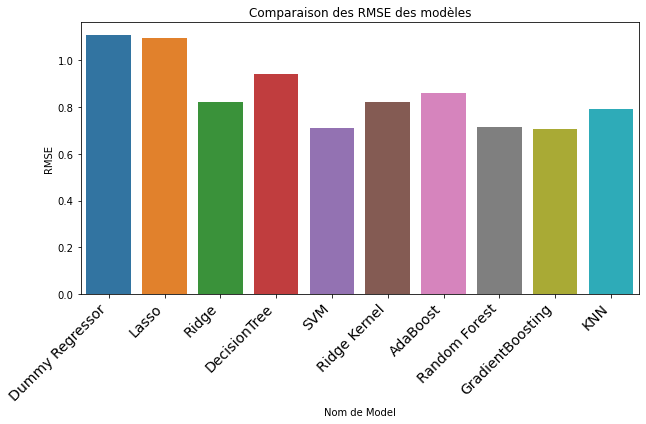 Comparaison des RMSE des modèles
RMSE
1.0
0.8
0.6
0.4
0.2
0.0
Dummy Regressor
Lasso
Ridge
DecisionTree
SVM
Ridge Kernel
AdaBoost
Random Forest
GradientBoosting
KNN
Nom de Model